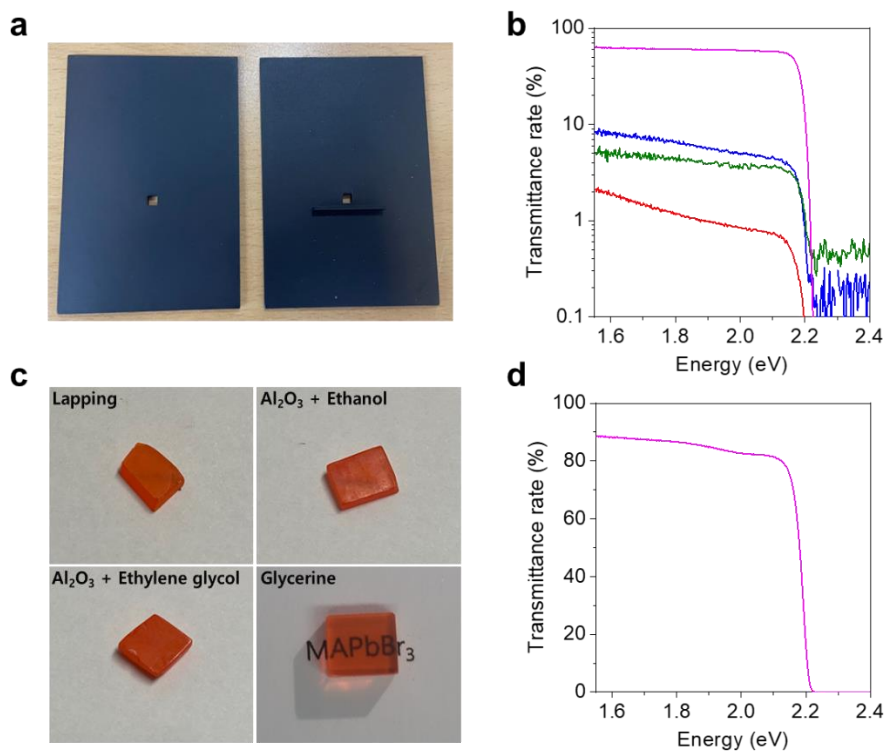 a
b
Transmittance rate (%)
100
10
1
0.1
1.6 1.8 2.0 2.2 2.4
Energy (eV)
c
Lapping
Al₂O₃ + Ethanol
Al₂O₃ + Ethylene glycol
Glycerine
MAPbBr₃
d
Transmittance rate (%)
100
80
60
40
20
0
1.6 1.8 2.0 2.2 2.4
Energy (eV)